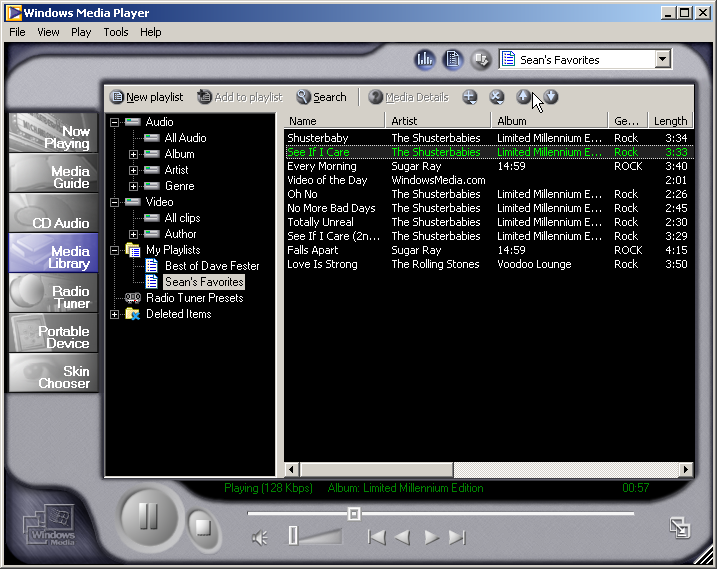 Windows Media Player
File View Play Tools Help
Sean's Favorites
New playlist Add to playlist Search Media Details
Now Playing
Media Guide
CD Audio
Media Library
Radio Tuner
Portable Device
Skin Chooser
Audio
All Audio
Album
Artist
Genre
Video
All clips
Author
My Playlists
Best of Dave Fester
Sean's Favorites
Radio Tuner Presets
Deleted Items
Name Artist Album Ge... Length
Shusterbaby The Shusterbabies Limited Millennium E... Rock 3:34
See If I Care The Shusterbabies Limited Millennium E... Rock 3:33
Every Morning Sugar Ray 14:59 ROCK 3:40
Video of the Day WindowsMedia.com 2:01
Oh No The Shusterbabies Limited Millennium E... Rock 2:26
No More Bad Days The Shusterbabies Limited Millennium E... Rock 2:45
Totally Unreal The Shusterbabies Limited Millennium E... Rock 2:30
See If I Care (2n... The Shusterbabies Limited Millennium E... Rock 3:29
Falls Apart Sugar Ray 14:59 ROCK 4:15
Love Is Strong The Rolling Stones Voodoo Lounge Rock 3:50
Playing (128 Kbps) Album: Limited Millennium Edition 00:57
Windows
Media